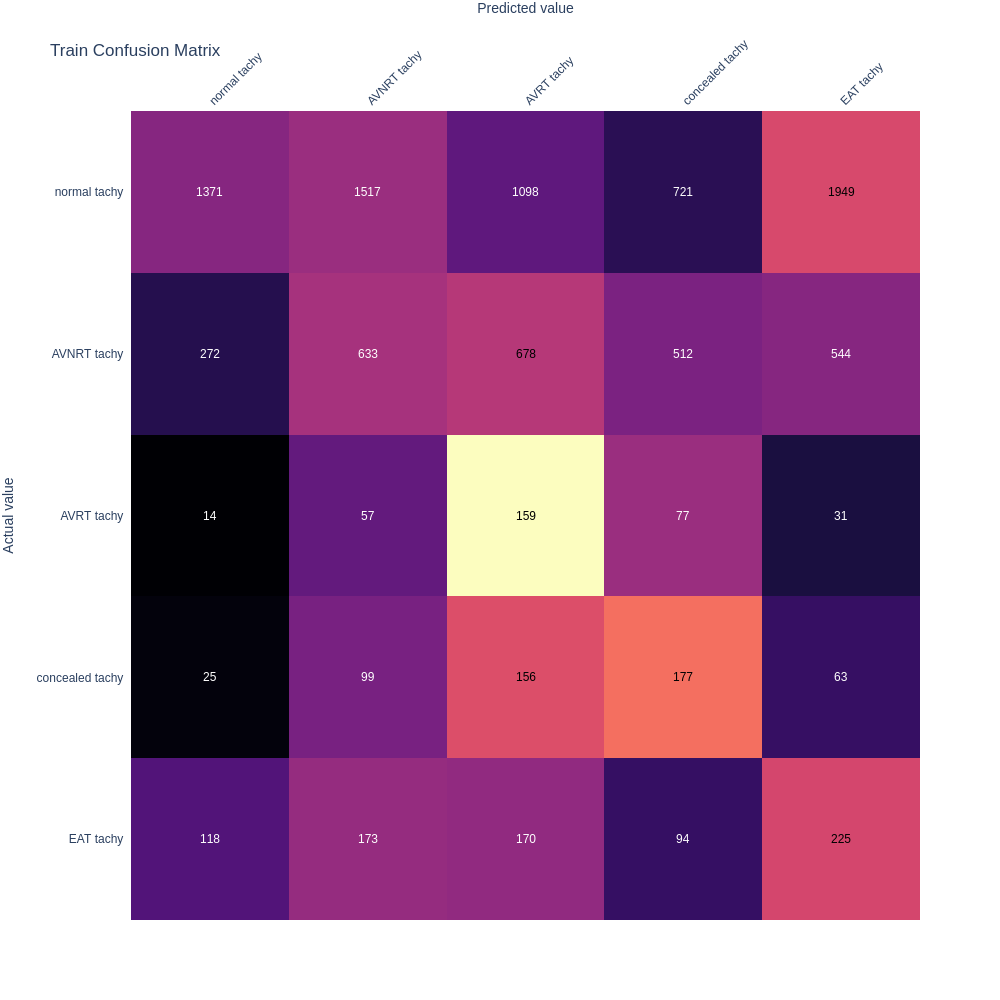 Predicted value
Train Confusion Matrix
normal tachy
AVNRT tachy
AVRT tachy
concealed tachy
EAT tachy
Actual value
normal tachy 1371 1517 1098 721 1949
AVNRT tachy 272 633 678 512 544
AVRT tachy 14 57 159 77 31
concealed tachy 25 99 156 177 63
EAT tachy 118 173 170 94 225